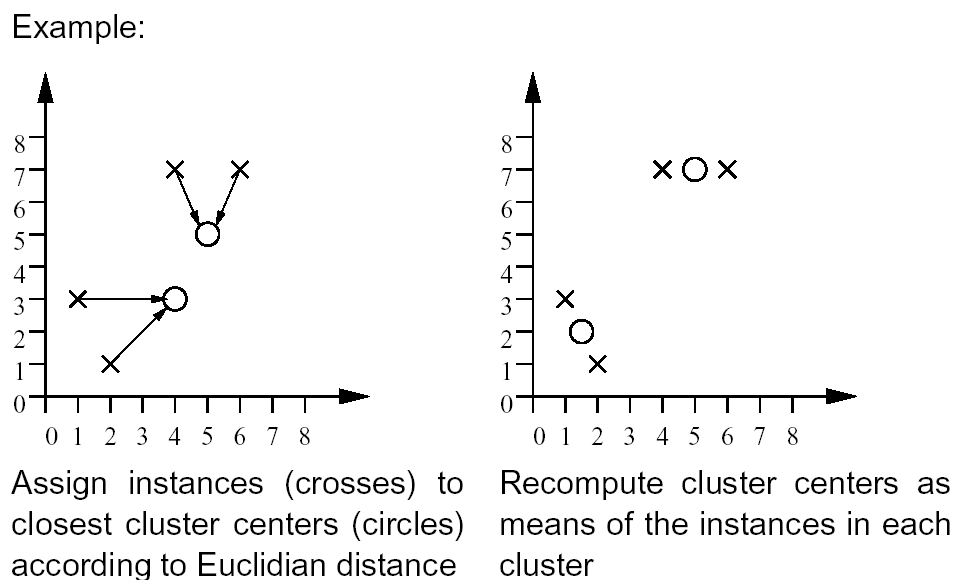 Example:
8
7
6
5
4
3
2
1
0
0 1 2 3 4 5 6 7 8
Assign instances (crosses) to
closest cluster centers (circles)
according to Euclidian distance
8
7
6
5
4
3
2
1
0
0 1 2 3 4 5 6 7 8
Recompute cluster centers as
means of the instances in each
cluster